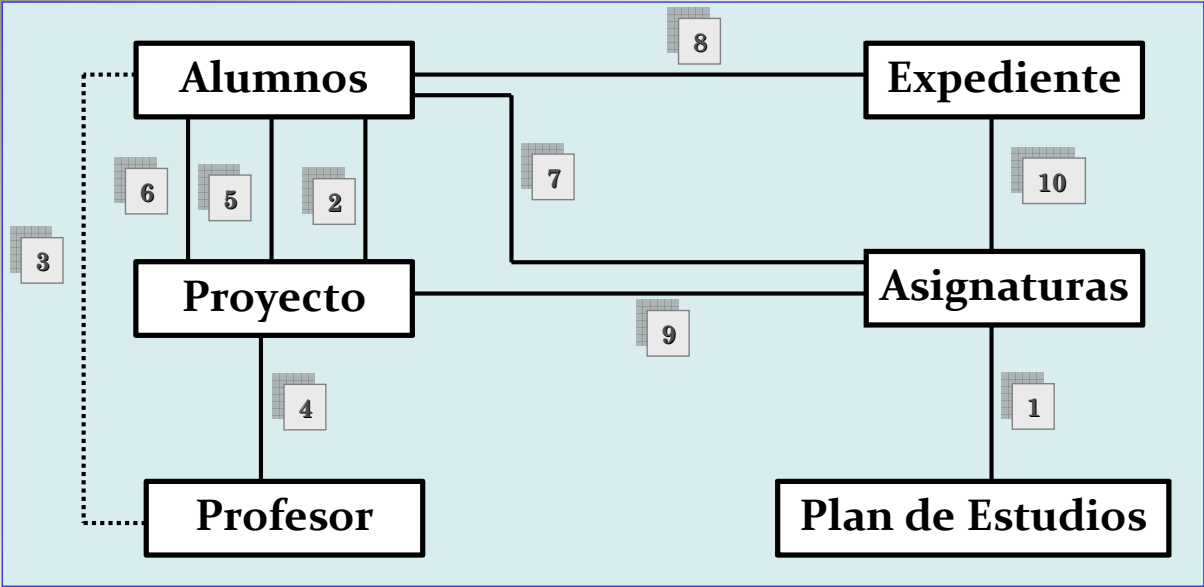 8
Alumnos
Expediente
6
5
2
7
10
3
Proyecto
Asignaturas
9
4
1
Profesor
Plan de Estudios